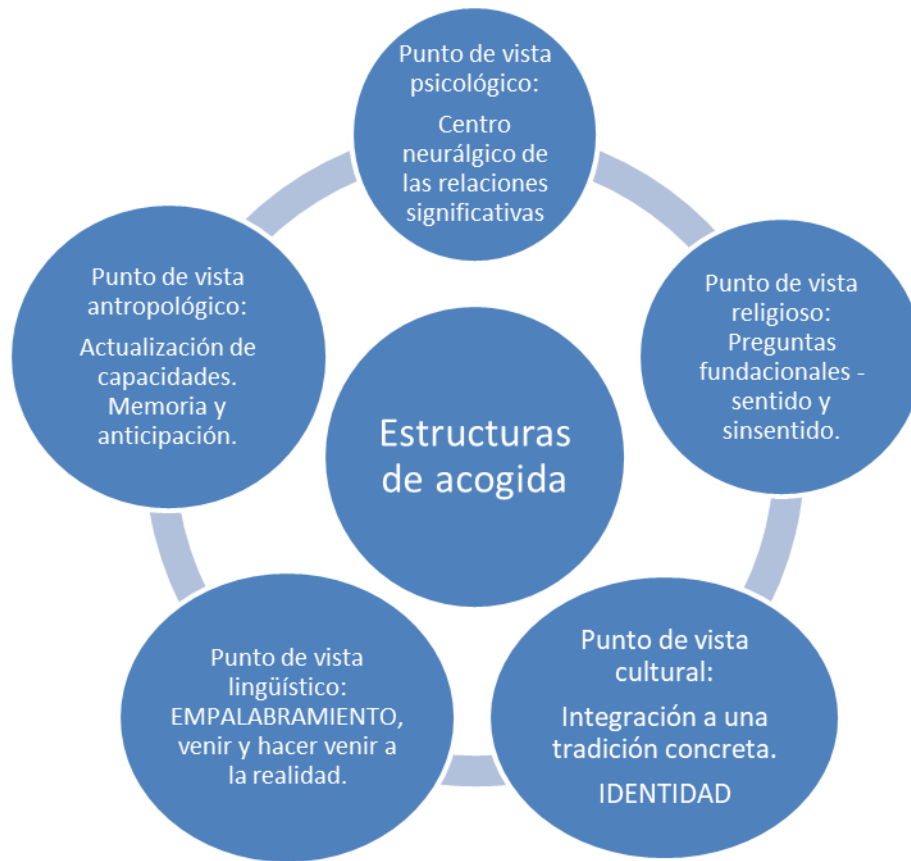 Punto de vista
psicológico:
Centro
neurálgico de
las relaciones
significativas
Punto de vista
religioso:
Preguntas
fundacionales -
sentido y
sinsentido.
Punto de vista
cultural:
Integración a una
tradición concreta.
IDENTIDAD
Punto de vista
lingüístico:
EMPALABRAMIENTO,
venir y hacer venir a
la realidad.
Punto de vista
antropológico:
Actualización de
capacidades.
Memoria y
anticipación.
Estructuras
de acogida